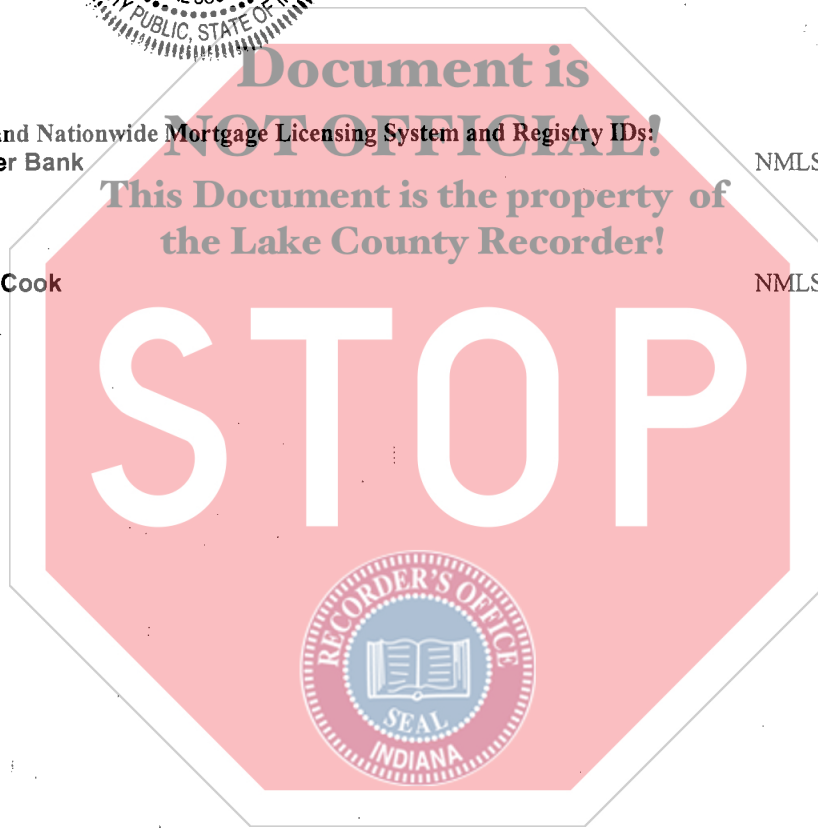 PUBLIC, STATE OF
Document is
NOT OFFICIAL!
and Nationwide Mortgage Licensing System and Registry IDs:
er Bank NMLS
This Document is the property of
the Lake County Recorder!
Cook NMLS
STOP
RECORDER'S OFFICE
SEAL
INDIANA